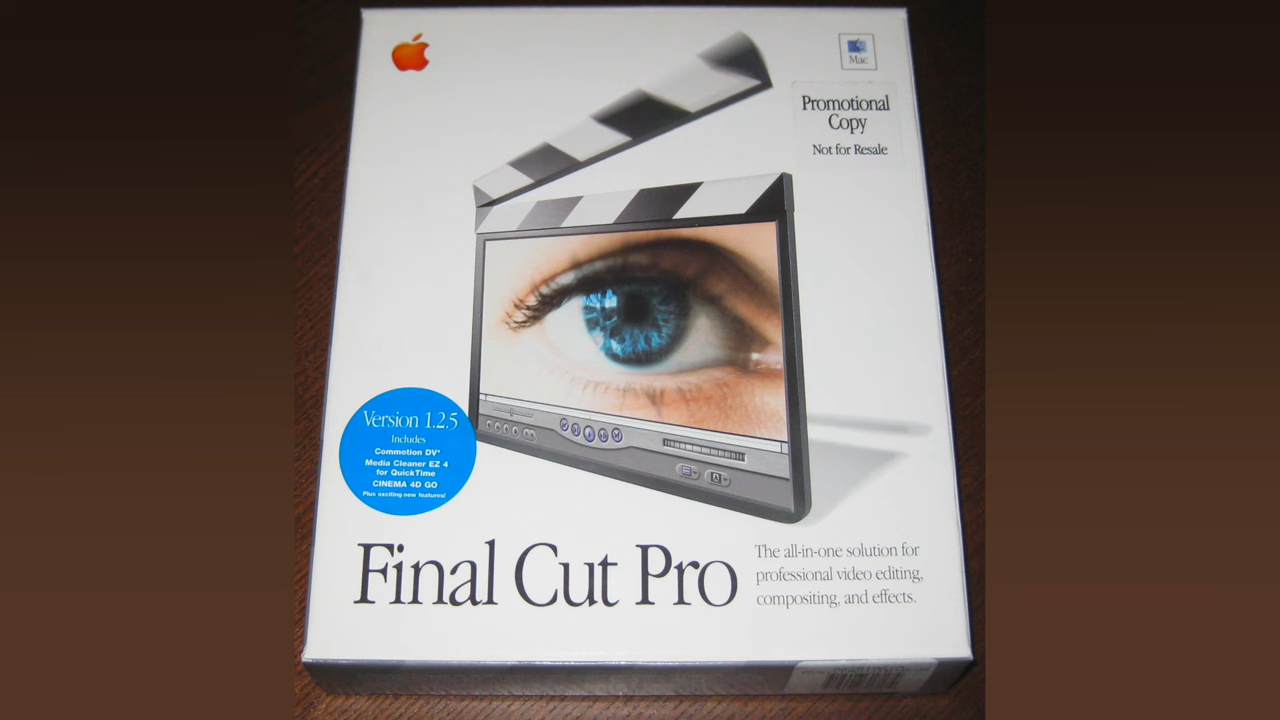 Mac
Promotional
Copy
Not for Resale
Version 1.2.5
Includes
Commotion DV*
Media Cleaner EZ 4
for QuickTime
CINEMA 4D GO
Plus exciting new features!
Final Cut Pro
The all-in-one solution for
professional video editing,
compositing, and effects.